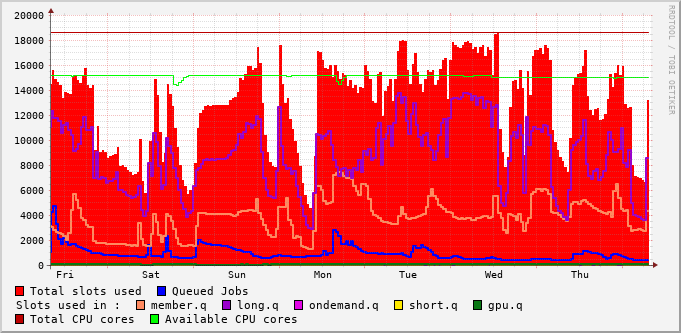 20000
18000
16000
14000
12000
10000
8000
6000
4000
2000
0
Fri Sat Sun Mon Tue Wed Thu
RRDTOOL / TOBI OETIKER
Total slots used Queued Jobs
Slots used in : member.q long.q ondemand.q short.q gpu.q
Total CPU cores Available CPU cores